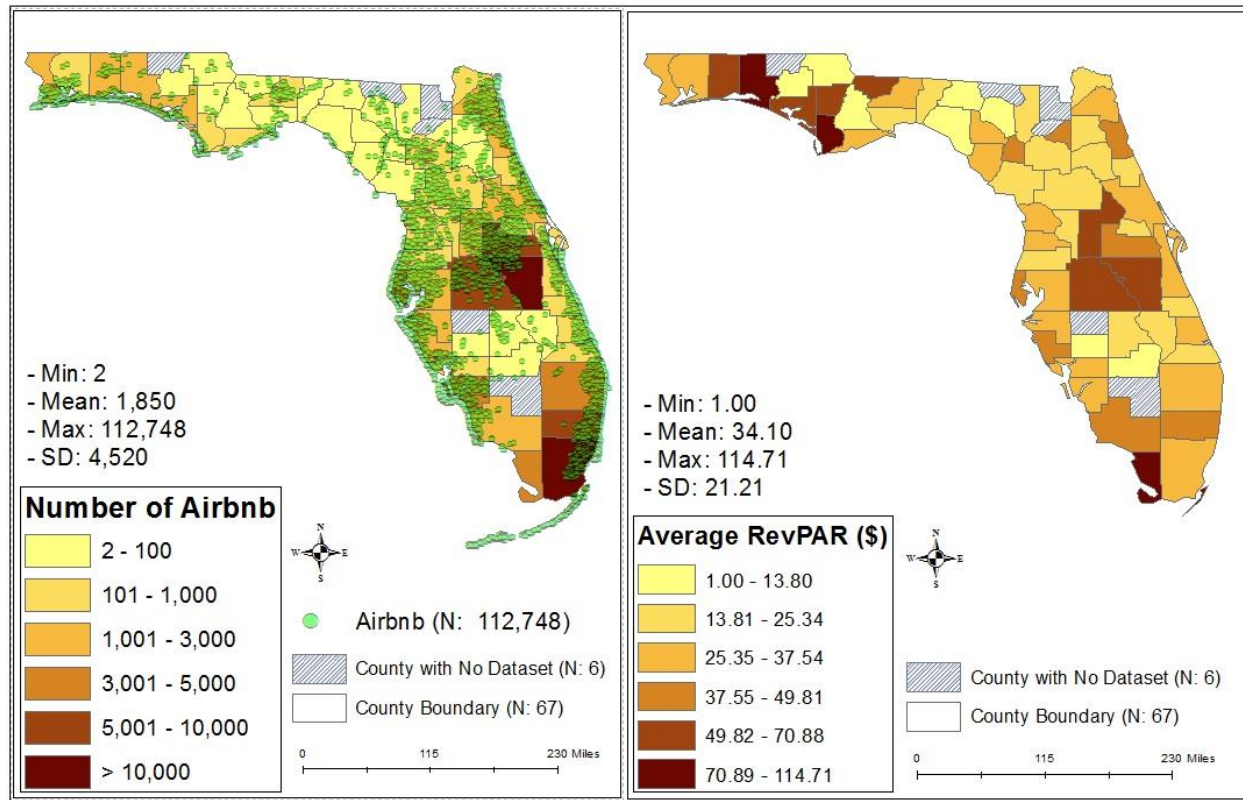 - Min: 2
- Mean: 1,850
- Max: 112,748
- SD: 4,520
Number of Airbnb
2 - 100
101 - 1,000
1,001 - 3,000
3,001 - 5,000
5,001 - 10,000
> 10,000
N
W E
S
Airbnb (N: 112,748)
County with No Dataset (N: 6)
County Boundary (N: 67)
0 115 230 Miles
- Min: 1.00
- Mean: 34.10
- Max: 114.71
- SD: 21.21
Average RevPAR ($)
1.00 - 13.80
13.81 - 25.34
25.35 - 37.54
37.55 - 49.81
49.82 - 70.88
70.89 - 114.71
N
W E
S
County with No Dataset (N: 6)
County Boundary (N: 67)
0 115 230 Miles